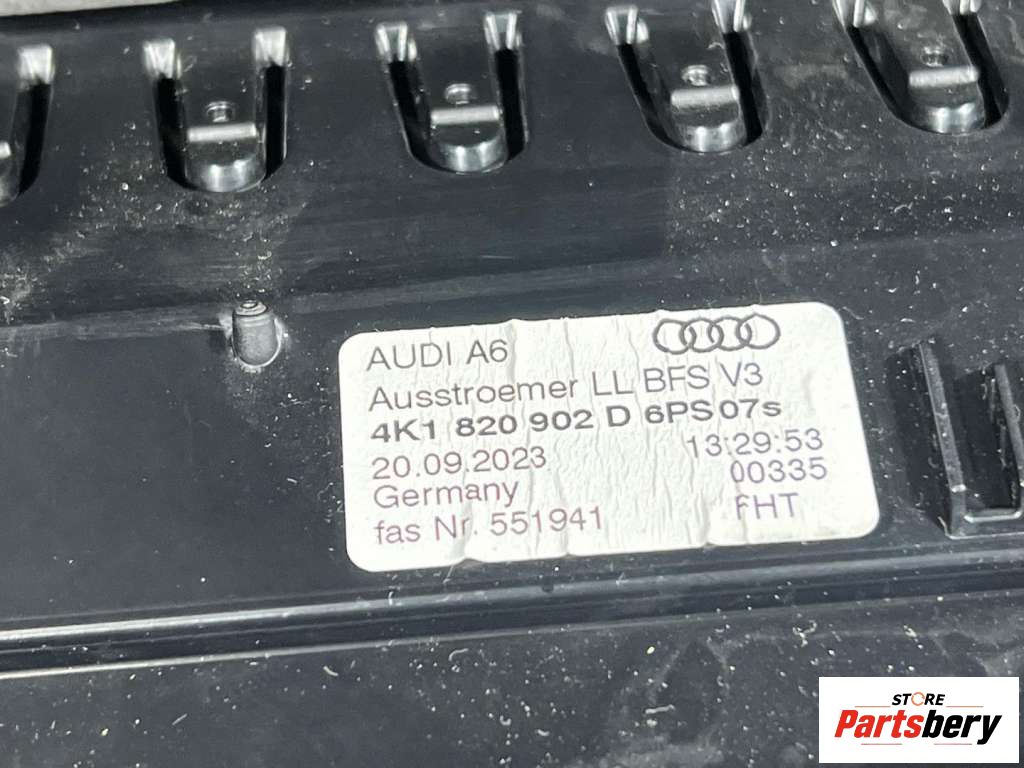 AUDI A6
Ausstroemer LL BFS V3
4K1 820 902 D 6PS 07s
20.09.2023 13:29:53
Germany 00335
fas Nr. 551941 FHT
STORE
Partsbery